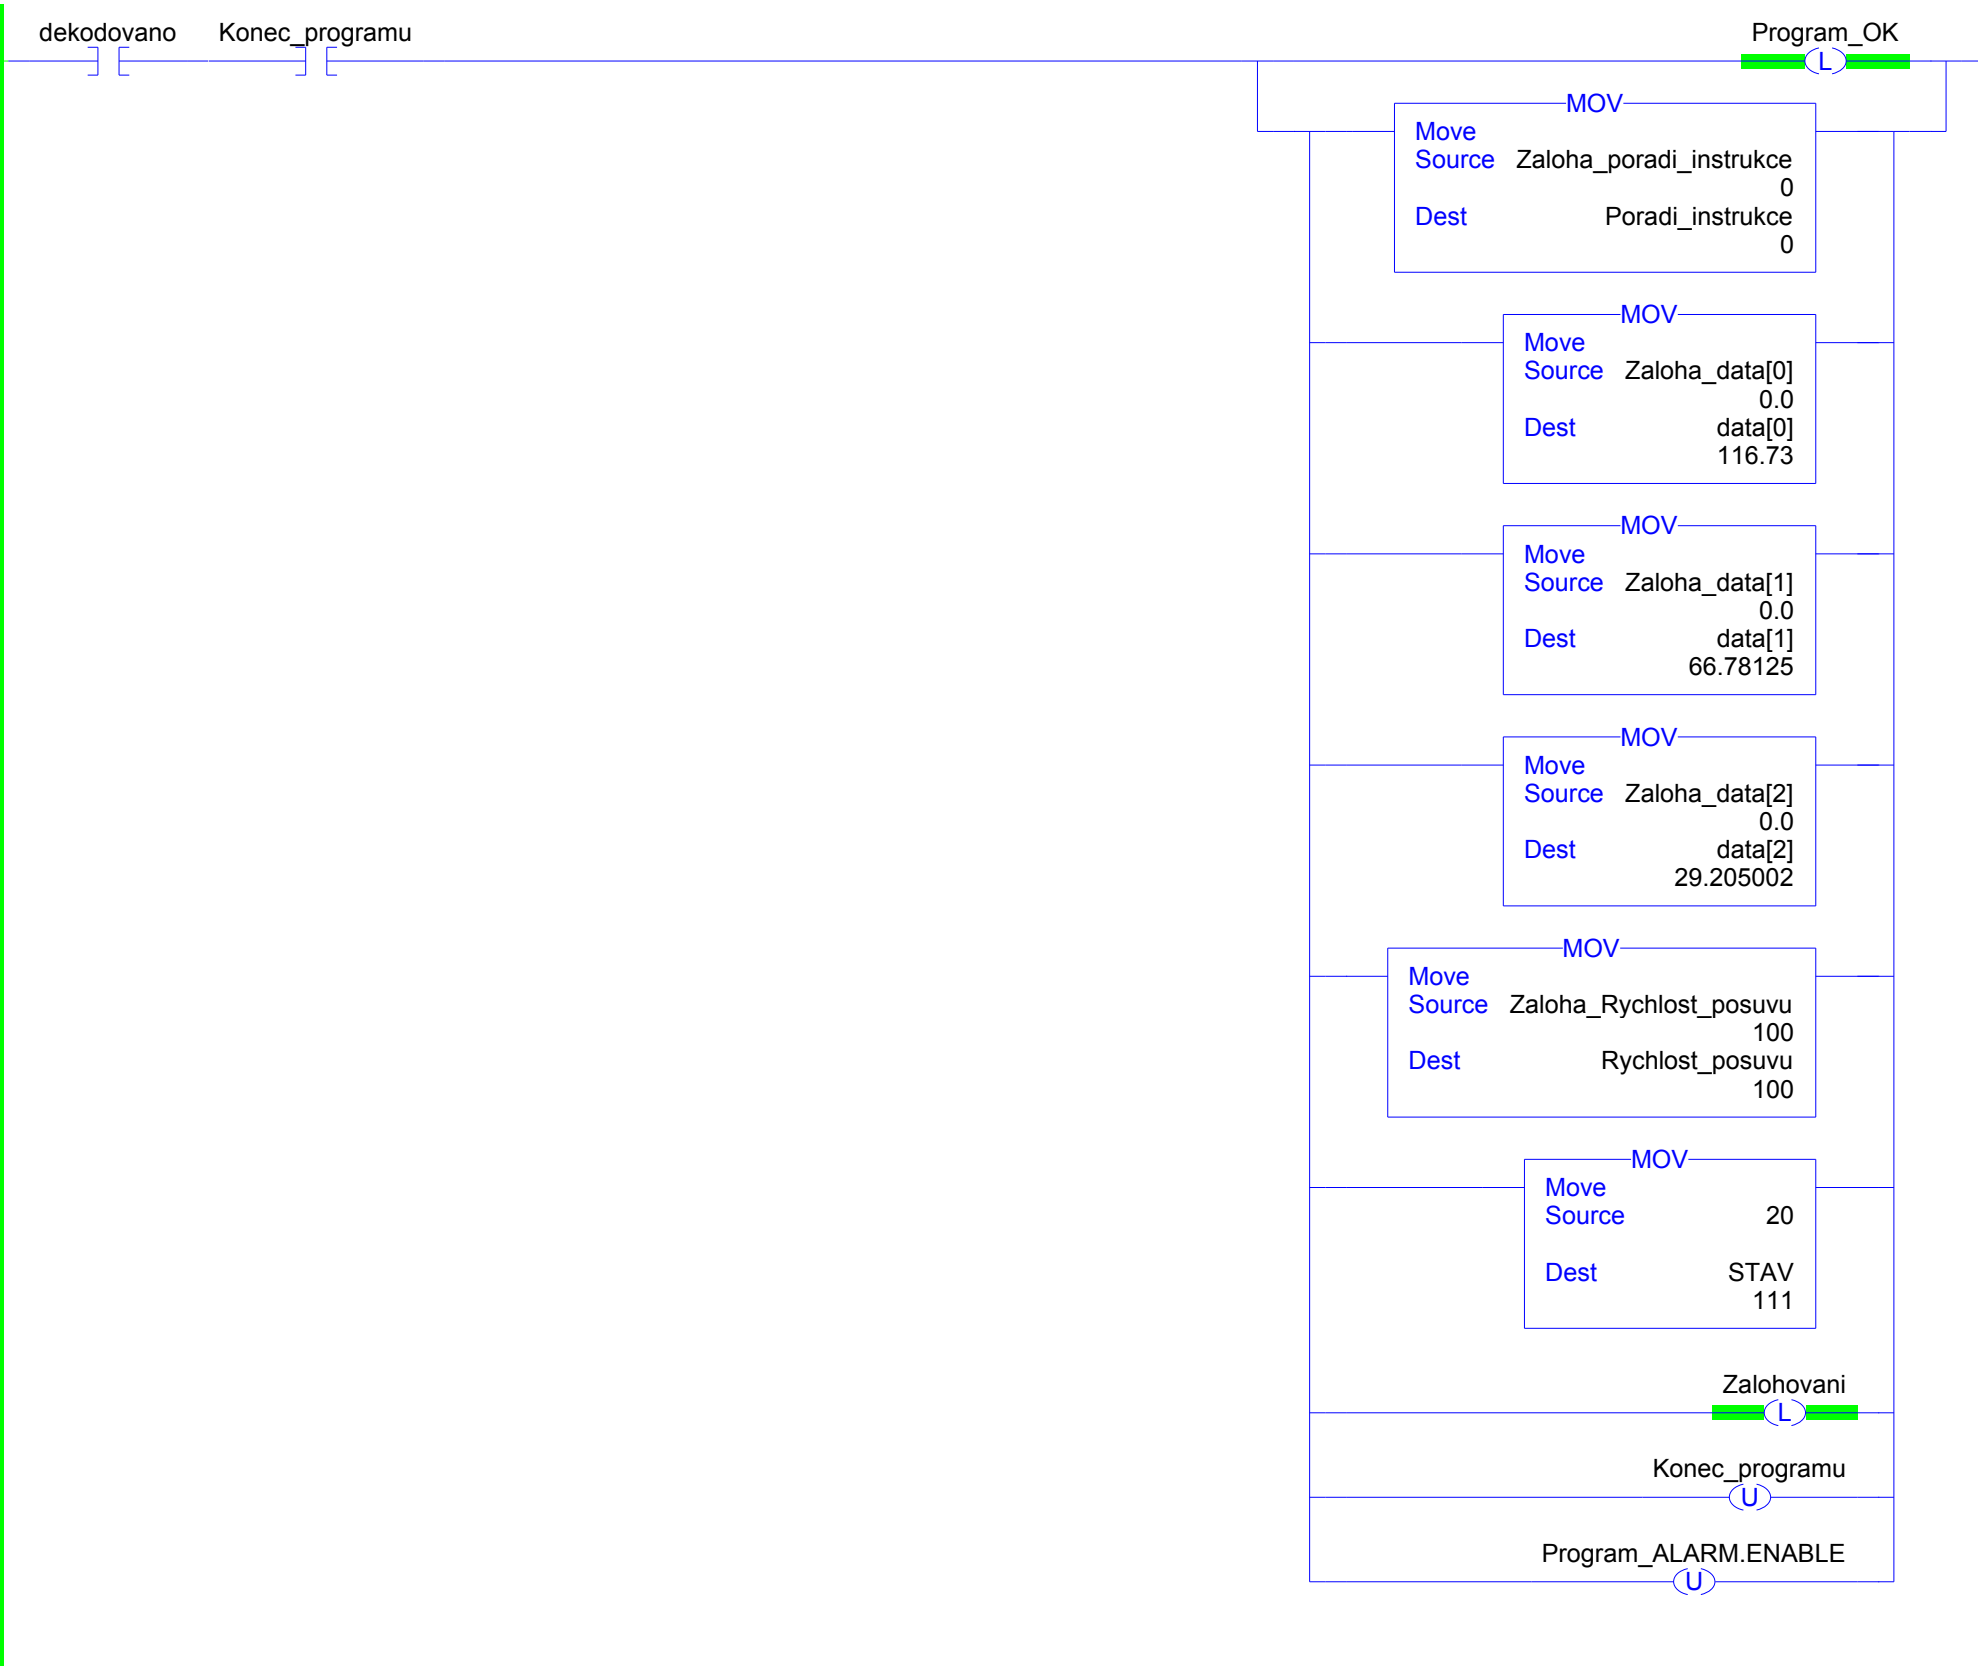 dekodovano Konec_programu Program_OK
L
MOV
Move
Source Zaloha_poradi_instrukce
0
Dest Poradi_instrukce
0
MOV
Move
Source Zaloha_data[0]
0.0
Dest data[0]
116.73
MOV
Move
Source Zaloha_data[1]
0.0
Dest data[1]
66.78125
MOV
Move
Source Zaloha_data[2]
0.0
Dest data[2]
29.205002
MOV
Move
Source Zaloha_Rychlost_posuvu
100
Dest Rychlost_posuvu
100
MOV
Move
Source 20
Dest STAV
111
Zalohovani
L
Konec_programu
U
Program_ALARM.ENABLE
U